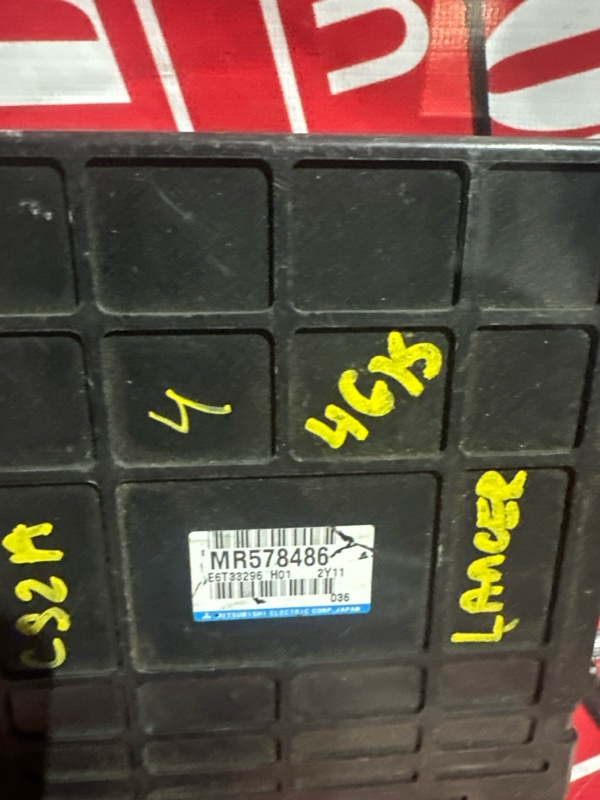 4
4G15
CS2A
MR578486
E6T33296 H01 2Y11
036
MITSUBISHI ELECTRIC CORP. JAPAN
LANCER